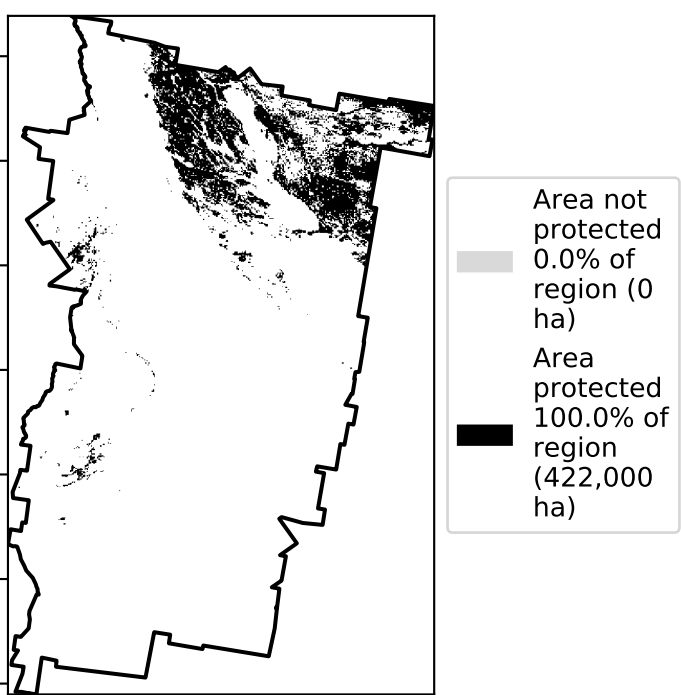 Area not
protected
0.0% of
region (0
ha)
Area
protected
100.0% of
region
(422,000
ha)